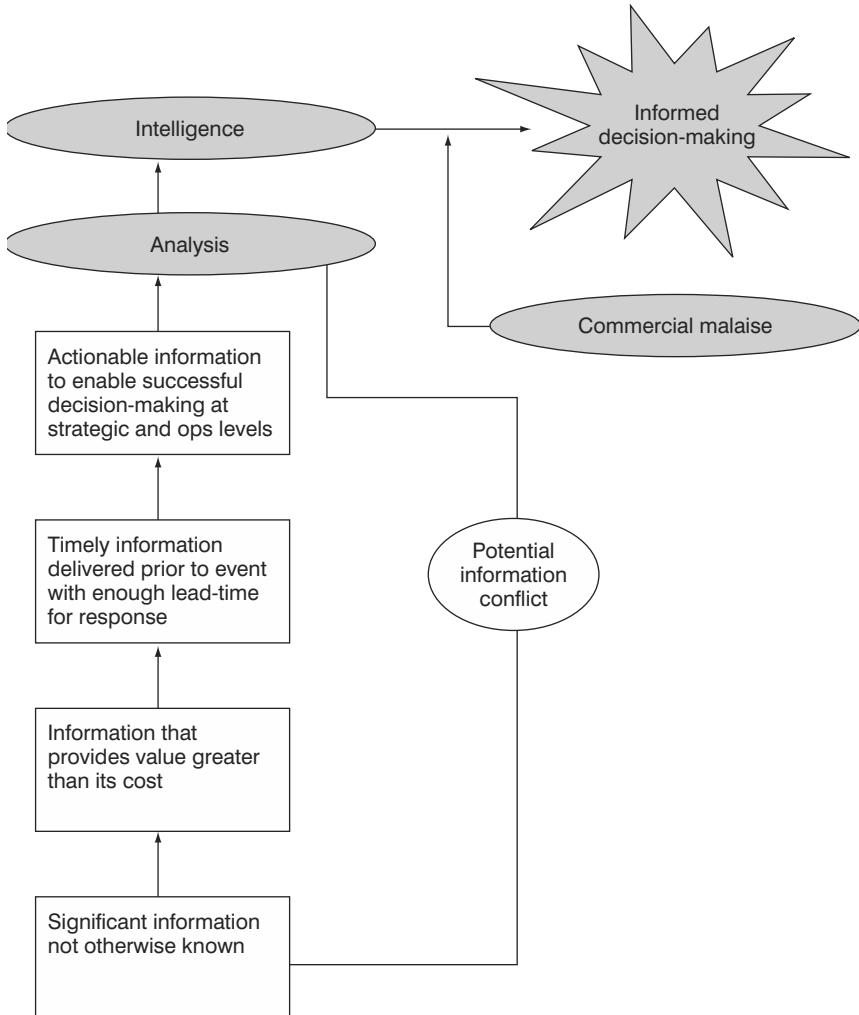 Informed
decision-making
Intelligence
Analysis
Commercial malaise
Actionable information
to enable successful
decision-making at
strategic and ops levels
Timely information
delivered prior to event
with enough lead-time
for response
Potential
information
conflict
Information that
provides value greater
than its cost
Significant information
not otherwise known